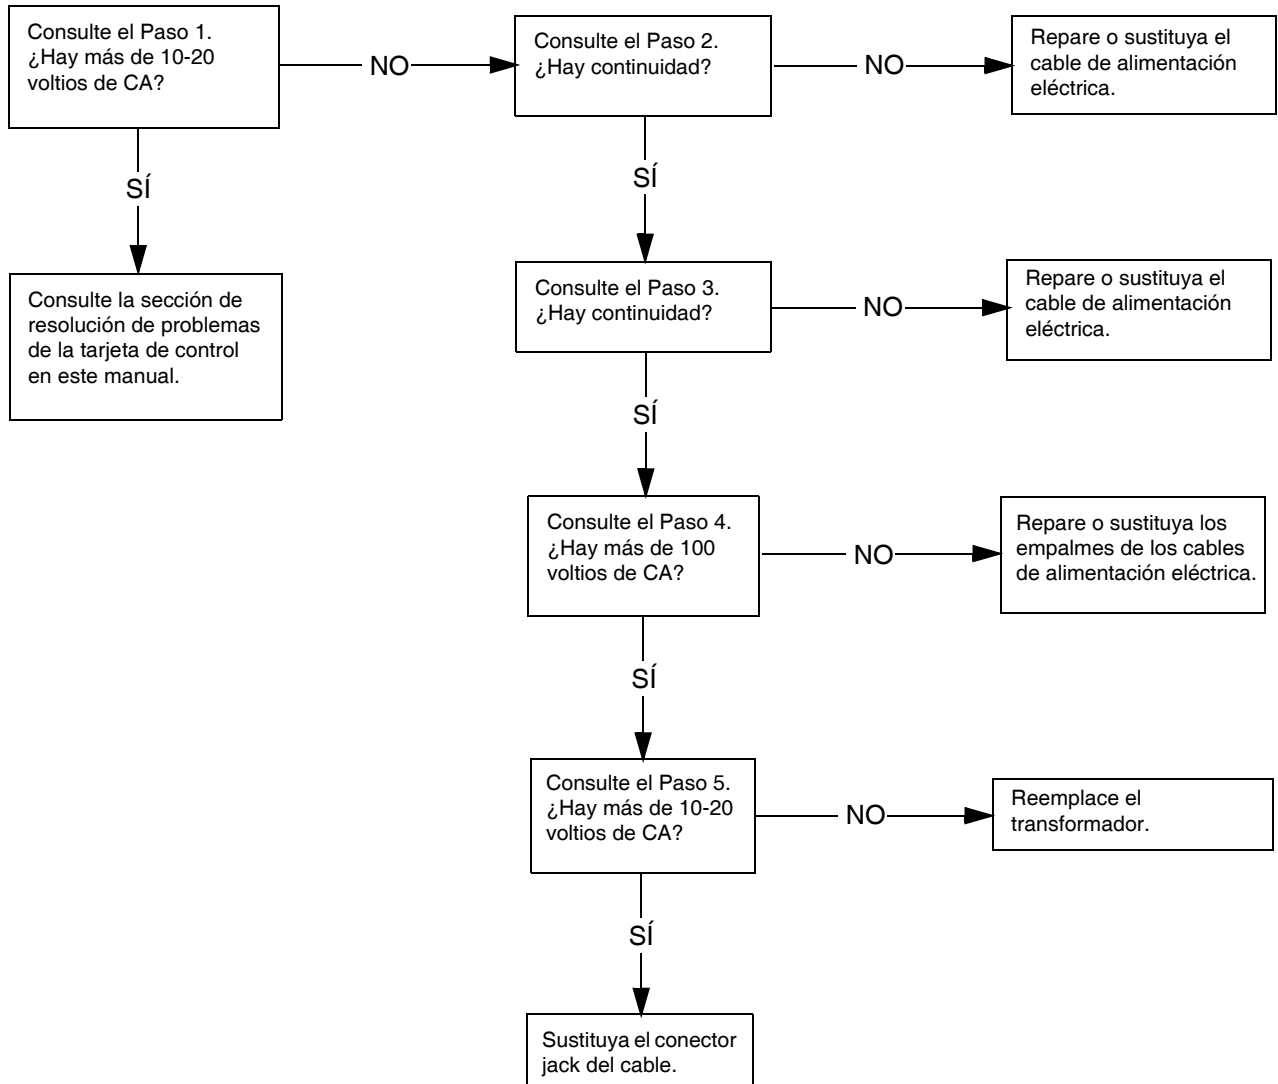 Consulte el Paso 1.
¿Hay más de 10-20
voltios de CA?
NO
Consulte el Paso 2.
¿Hay continuidad?
NO
Repare o sustituya el
cable de alimentación
eléctrica.
SÍ
SÍ
Consulte la sección de
resolución de problemas
de la tarjeta de control
en este manual.
Consulte el Paso 3.
¿Hay continuidad?
NO
Repare o sustituya el
cable de alimentación
eléctrica.
SÍ
Consulte el Paso 4.
¿Hay más de 100
voltios de CA?
NO
Repare o sustituya los
empalmes de los cables
de alimentación eléctrica.
SÍ
Consulte el Paso 5.
¿Hay más de 10-20
voltios de CA?
NO
Reemplace el
transformador.
SÍ
Sustituya el conector
jack del cable.